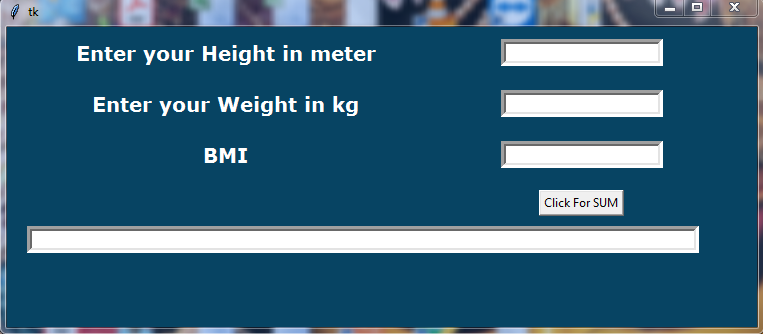 tk
Enter your Height in meter
Enter your Weight in kg
BMI
Click For SUM